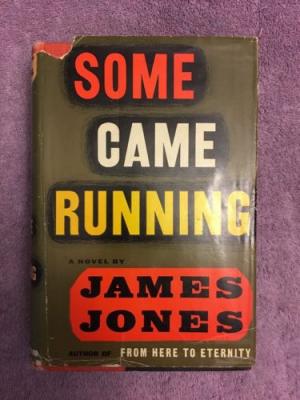 SOME
CAME
RUNNING
A NOVEL BY
JAMES
JONES
AUTHOR OF FROM HERE TO ETERNITY